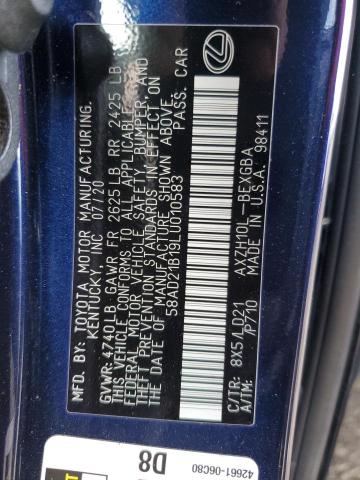 MFD. BY: TOYOTA MOTOR MANUFACTURING.
KENTUCKY, INC 07/20
GVWR: 4740LB GAWR FR 2625 LB RR 2425 LB
THIS VEHICLE CONFORMS TO ALL APPLICABLE
FEDERAL MOTOR VEHICLE SAFETY, BUMPER, AND
THEFT PREVENTION STANDARDS IN EFFECT ON
THE DATE OF MANUFACTURE SHOWN ABOVE.
58AD21B19LU010583 PASS. CAR
C/TR: 8X5/LD21 AXZH10L-BEXGBA
A/TM: /P710 MADE IN U.S.A. 98411
D8
42661-06C80